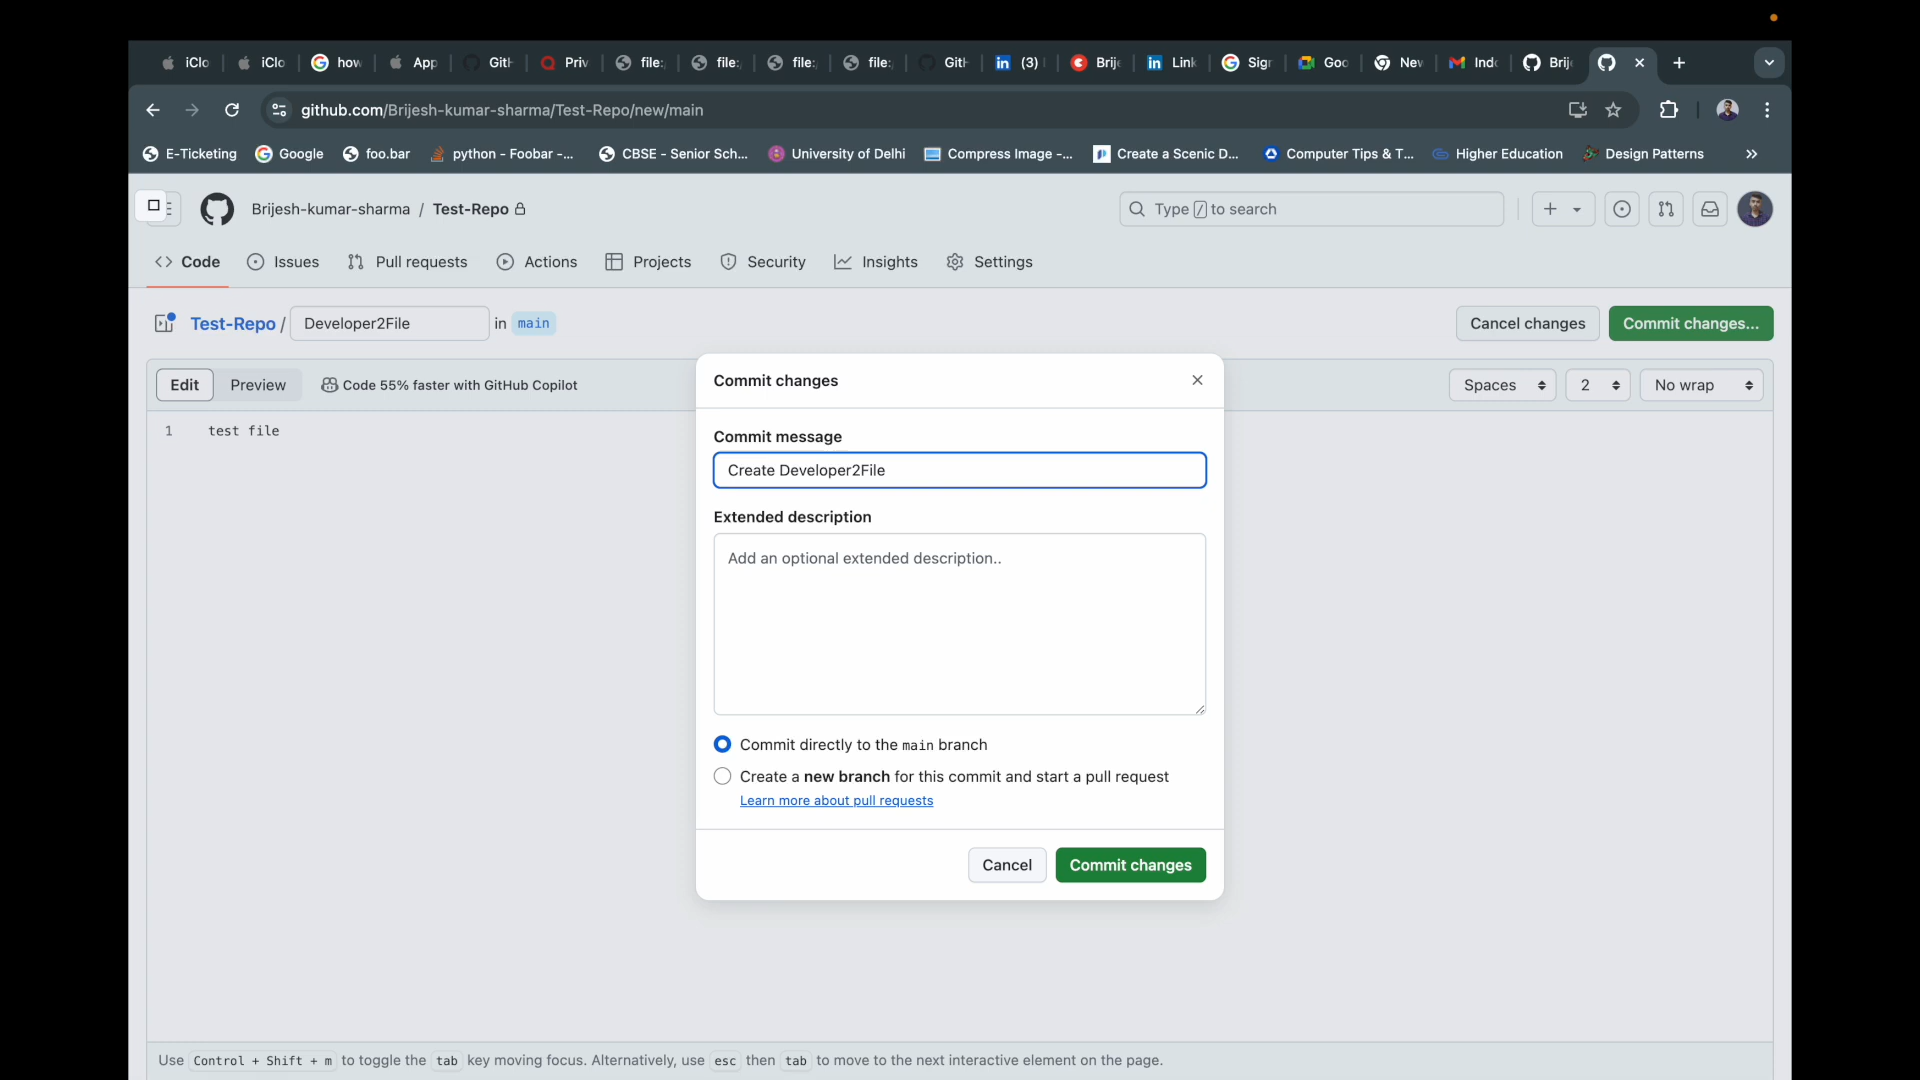 iClo iClo how App Gith Priv file: file: file: file: Gith (3) Brije Link Sigr Goo Nev Indo Brije
github.com/Brijesh-kumar-sharma/Test-Repo/new/main
E-Ticketing Google foo.bar python - Foobar -... CBSE - Senior Sch... University of Delhi Compress Image -... Create a Scenic D... Computer Tips & T... Higher Education Design Patterns
Brijesh-kumar-sharma / Test-Repo Type / to search
Code Issues Pull requests Actions Projects Security Insights Settings
Test-Repo / Developer2File in main Cancel changes Commit changes...
Edit Preview Code 55% faster with GitHub Copilot Spaces 2 No wrap
1 test file
Commit changes
Commit message
Create Developer2File
Extended description
Add an optional extended description..
Commit directly to the main branch
Create a new branch for this commit and start a pull request
Learn more about pull requests
Cancel Commit changes
Use Control + Shift + m to toggle the tab key moving focus. Alternatively, use esc then tab to move to the next interactive element on the page.